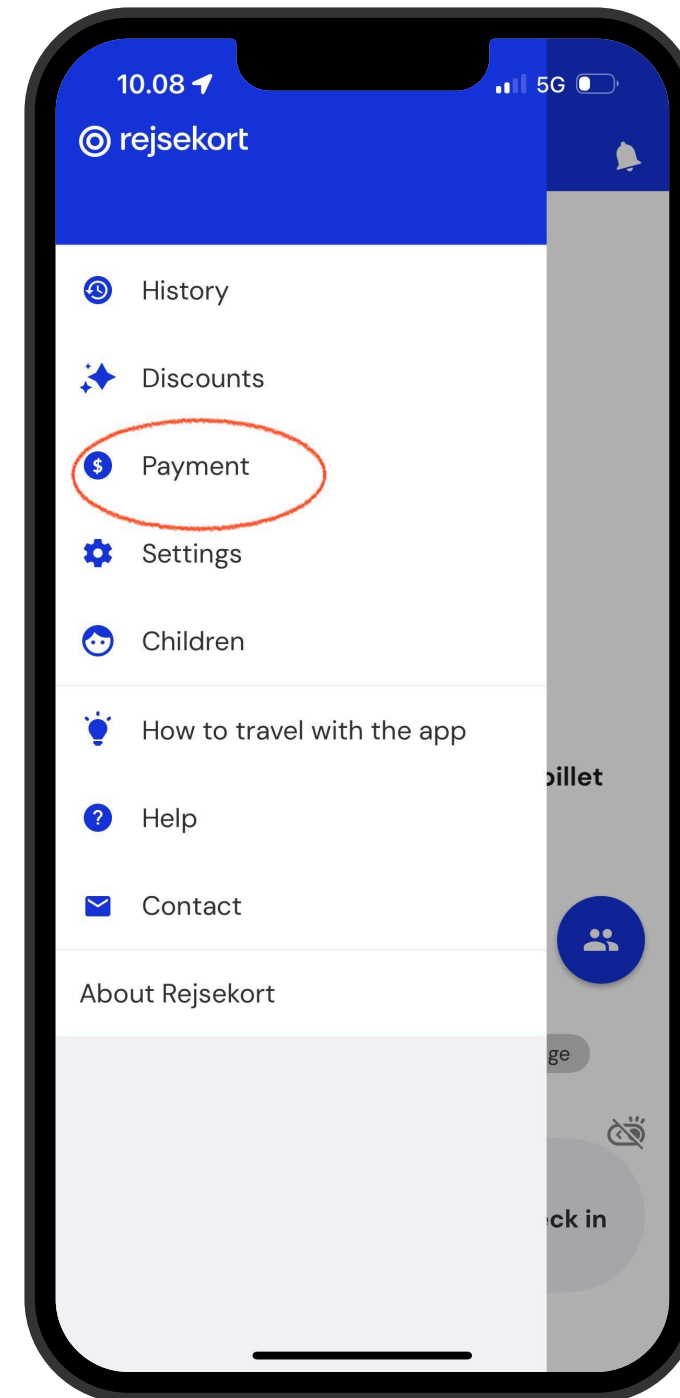 10.08
5G
rejsekort
History
Discounts
Payment
Settings
Children
How to travel with the app
billet
Help
Contact
About Rejsekort
ge
ck in